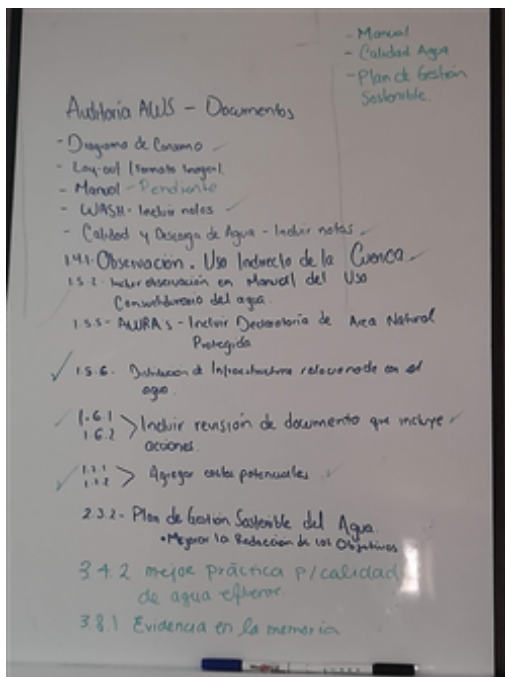 - Manual
- Calidad Agua
- Plan de Gestión
Sostenible.
Auditoria AWS - Documentos
- Diagrama de Consumo
- Lay-out (Formato Imagen).
- Manual - Pendiente
- WASH - Incluir notas
- Calidad y Descarga de Agua - Incluir notas
1.4.1 - Observación. Uso Indirecto de la Cuenca
1.5.2 - Incluir observación en Manual del Uso
del agua.
1.5.5 - - Incluir Declaratoria de Area Natural
Protegida
1.5.6. de Infraestructura relacionada con el
agua.
1.6.1
1.6.2 > Incluir revisión de documento que incluye
acciones.
> Agregar costos potenciales
2.3.2 - Plan de Gestión Sostenible del Agua.
• Mejorar la Redacción de los Objetivos
3.4.2 mejor práctica p/calidad
de agua
3.8.1 Evidencia en la memoria